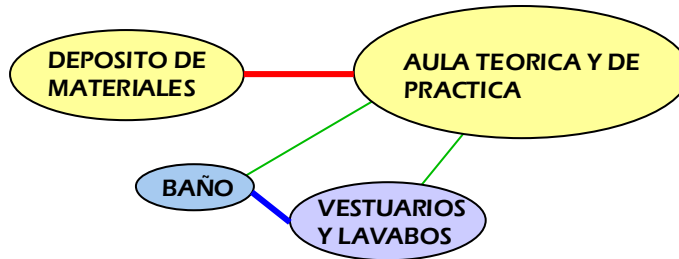 DEPOSITO DE
MATERIALES
AULA TEORICA Y DE
PRACTICA
BAÑO
VESTUARIOS
Y LAVABOS